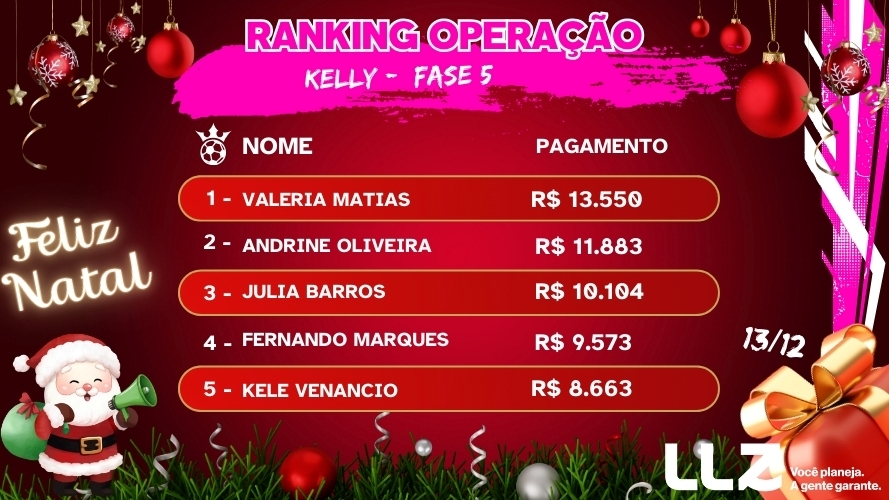 RANKING OPERAÇÃO
KELLY - FASE 5
NOME PAGAMENTO
1 - VALERIA MATIAS R$ 13.550
2 - ANDRINE OLIVEIRA R$ 11.883
3 - JULIA BARROS R$ 10.104
4 - FERNANDO MARQUES R$ 9.573
5 - KELE VENANCIO R$ 8.663
Feliz
Natal
13/12
LLZ
Você planeja.
A gente garante.